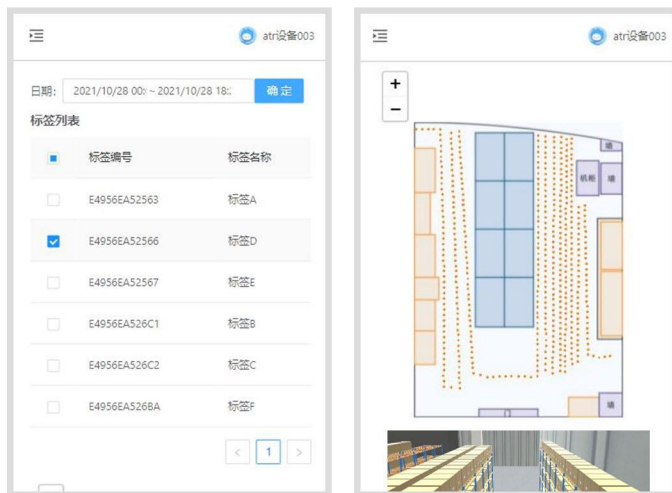 atri设备003
日期: 2021/10/28 00: ~ 2021/10/28 18:. 确 定
标签列表
标签编号 标签名称
E4956EA52563 标签A
E4956EA52566 标签D
E4956EA52567 标签E
E4956EA526C1 标签B
E4956EA526C2 标签C
E4956EA526BA 标签F
< 1 >
atri设备003
+
−
墙
机柜 墙
墙